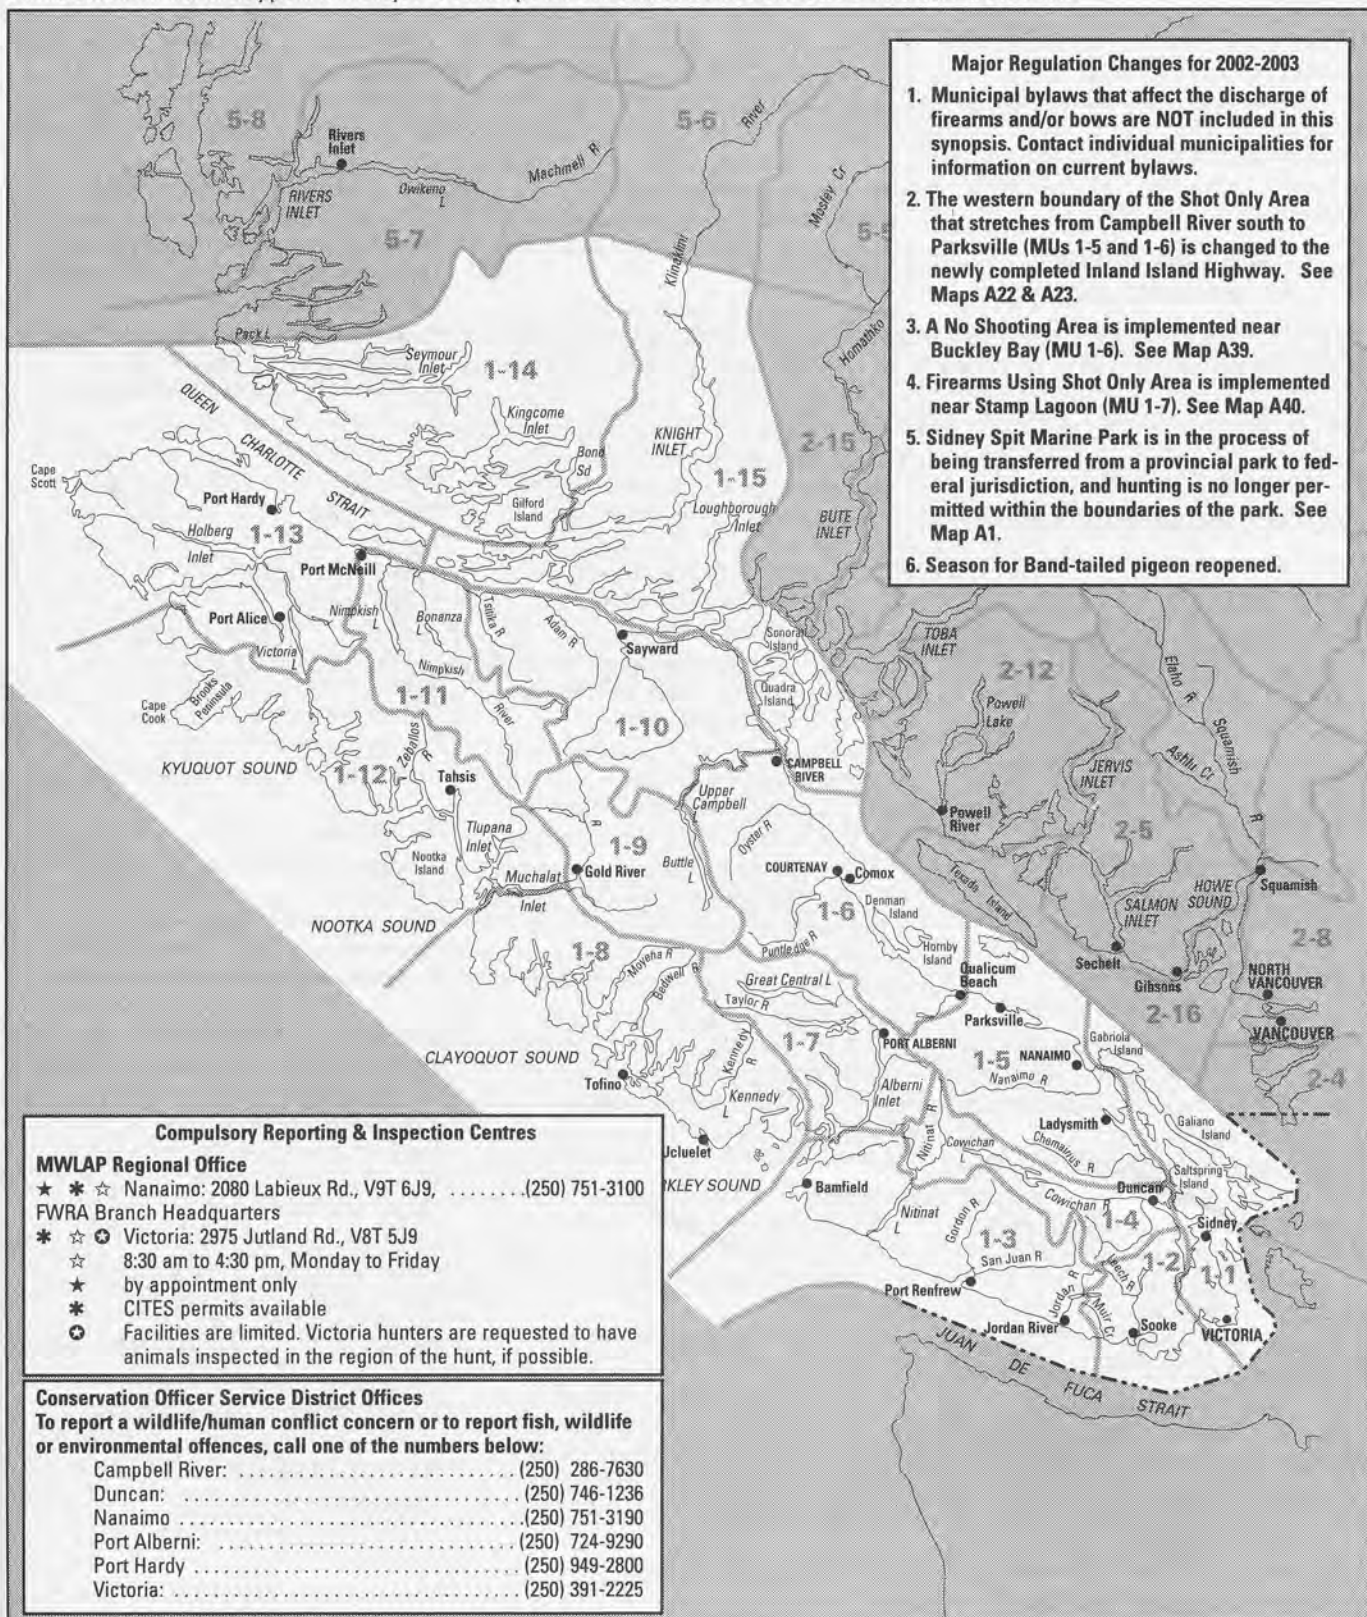 Major Regulation Changes for 2002-2003
1. Municipal bylaws that affect the discharge of
firearms and/or bows are NOT included in this
synopsis. Contact individual municipalities for
information on current bylaws.
2. The western boundary of the Shot Only Area
that stretches from Campbell River south to
Parksville (MUs 1-5 and 1-6) is changed to the
newly completed Inland Island Highway. See
Maps A22 & A23.
3. A No Shooting Area is implemented near
Buckley Bay (MU 1-6). See Map A39.
4. Firearms Using Shot Only Area is implemented
near Stamp Lagoon (MU 1-7). See Map A40.
5. Sidney Spit Marine Park is in the process of
being transferred from a provincial park to fed-
eral jurisdiction, and hunting is no longer per-
mitted within the boundaries of the park. See
Map A1.
6. Season for Band-tailed pigeon reopened.
5-8
Rivers
Inlet
RIVERS
INLET
Owikeno
L
Machmell R
5-7
5-6
River
Klinaklini
Mosley Cr
Homathko
2-15
BUTE
INLET
Pack L
Seymour
Inlet
1-14
Kingcome
Inlet
Bond
Sd
Gilford
Island
KNIGHT
INLET
1-15
Loughborough
Inlet
QUEEN
CHARLOTTE
STRAIT
Cape
Scott
Port Hardy
Holberg
Inlet
1-13
Port McNeill
Port Alice
Victoria
L
Nimpkish
L
Bonanza
L
Tsitika R
Adam R
Sayward
Sonora
Island
Quadra
Island
TOBA
INLET
2-12
Powell
Lake
Elaho R
Squamish
R
Ashlu Cr
JERVIS
INLET
Powell
River
2-5
Texada Island
SALMON
INLET
HOWE
SOUND
Squamish
2-8
Sechelt
Gibsons
2-16
NORTH
VANCOUVER
VANCOUVER
2-4
Cape
Cook
Brooks
Peninsula
Nimpkish
River
1-11
1-10
KYUQUOT SOUND
1-12
Zeballos
R
Tahsis
Tlupana
Inlet
Nootka
Island
Muchalat
Inlet
R
1-9
Gold River
Upper
Campbell
L
Buttle
L
CAMPBELL
RIVER
Oyster R
COURTENAY
Comox
1-6
Denman
Island
Hornby
Island
Puntledge R
NOOTKA SOUND
1-8
Moyeha R
Bedwell R
Great Central L
Taylor R
Qualicum
Beach
Parksville
1-7
PORT ALBERNI
1-5
NANAIMO
Nanaimo R
Gabriola
Island
CLAYOQUOT SOUND
Tofino
Kennedy
R
Kennedy
L
Alberni
Inlet
Ucluelet
RKLEY SOUND
Bamfield
Nitinat R
Nitinat
L
Cowichan
L
Chemainus R
Ladysmith
Galiano
Island
Saltspring
Island
Duncan
Cowichan R
1-4
Sidney
Gordon R
1-3
San Juan R
Leech R
1-2
1-1
Port Renfrew
Jordan
R
Muir Cr
Jordan River
Sooke
VICTORIA
JUAN DE FUCA STRAIT
Compulsory Reporting & Inspection Centres
MWLAP Regional Office
★ ✱ ☆ Nanaimo: 2080 Labieux Rd., V9T 6J9, ........(250) 751-3100
FWRA Branch Headquarters
✱ ☆ ✪ Victoria: 2975 Jutland Rd., V8T 5J9
☆ 8:30 am to 4:30 pm, Monday to Friday
★ by appointment only
✱ CITES permits available
✪ Facilities are limited. Victoria hunters are requested to have
animals inspected in the region of the hunt, if possible.
Conservation Officer Service District Offices
To report a wildlife/human conflict concern or to report fish, wildlife
or environmental offences, call one of the numbers below:
Campbell River: ............................ (250) 286-7630
Duncan: .................................. (250) 746-1236
Nanaimo ..................................(250) 751-3190
Port Alberni: .............................. (250) 724-9290
Port Hardy ................................ (250) 949-2800
Victoria: .................................. (250) 391-2225